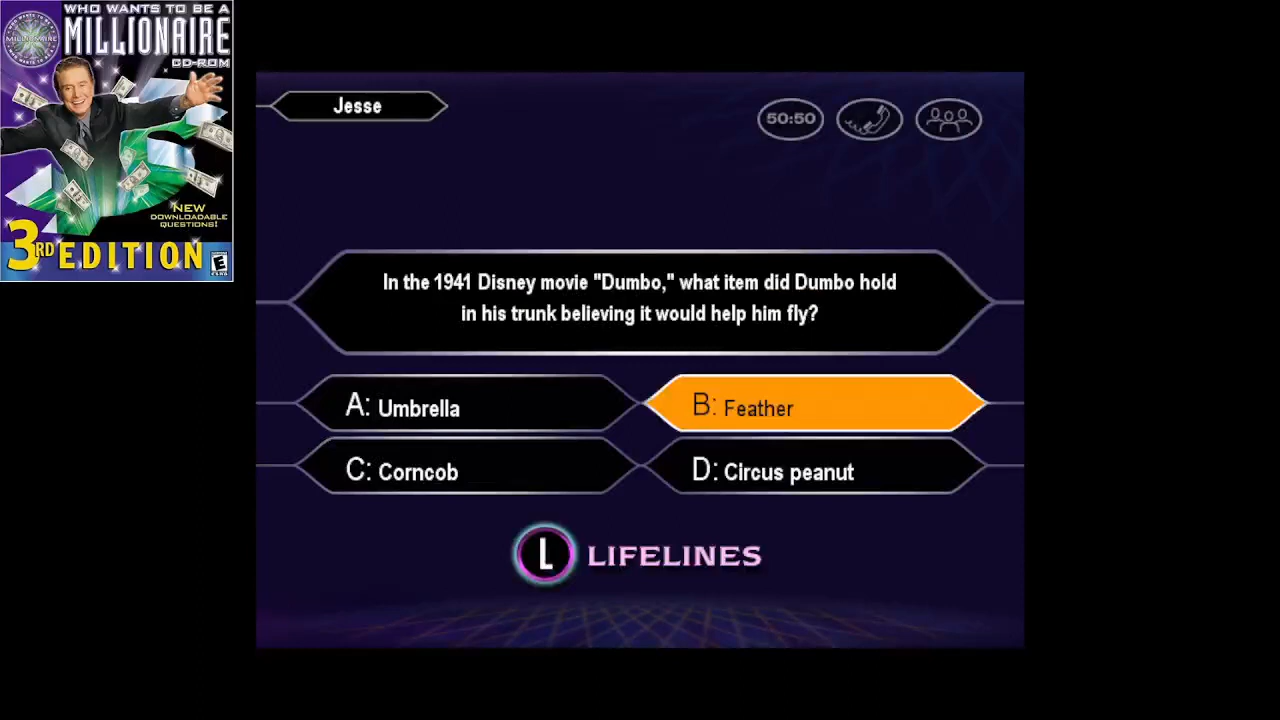 WHO WANTS TO BE A
MILLIONAIRE
CD-ROM
MILLIONAIRE
NEW
DOWNLOADABLE
QUESTIONS!
3RD EDITION
E
Jesse
50:50
In the 1941 Disney movie "Dumbo," what item did Dumbo hold
in his trunk believing it would help him fly?
A: Umbrella
B: Feather
C: Corncob
D: Circus peanut
L LIFELINES